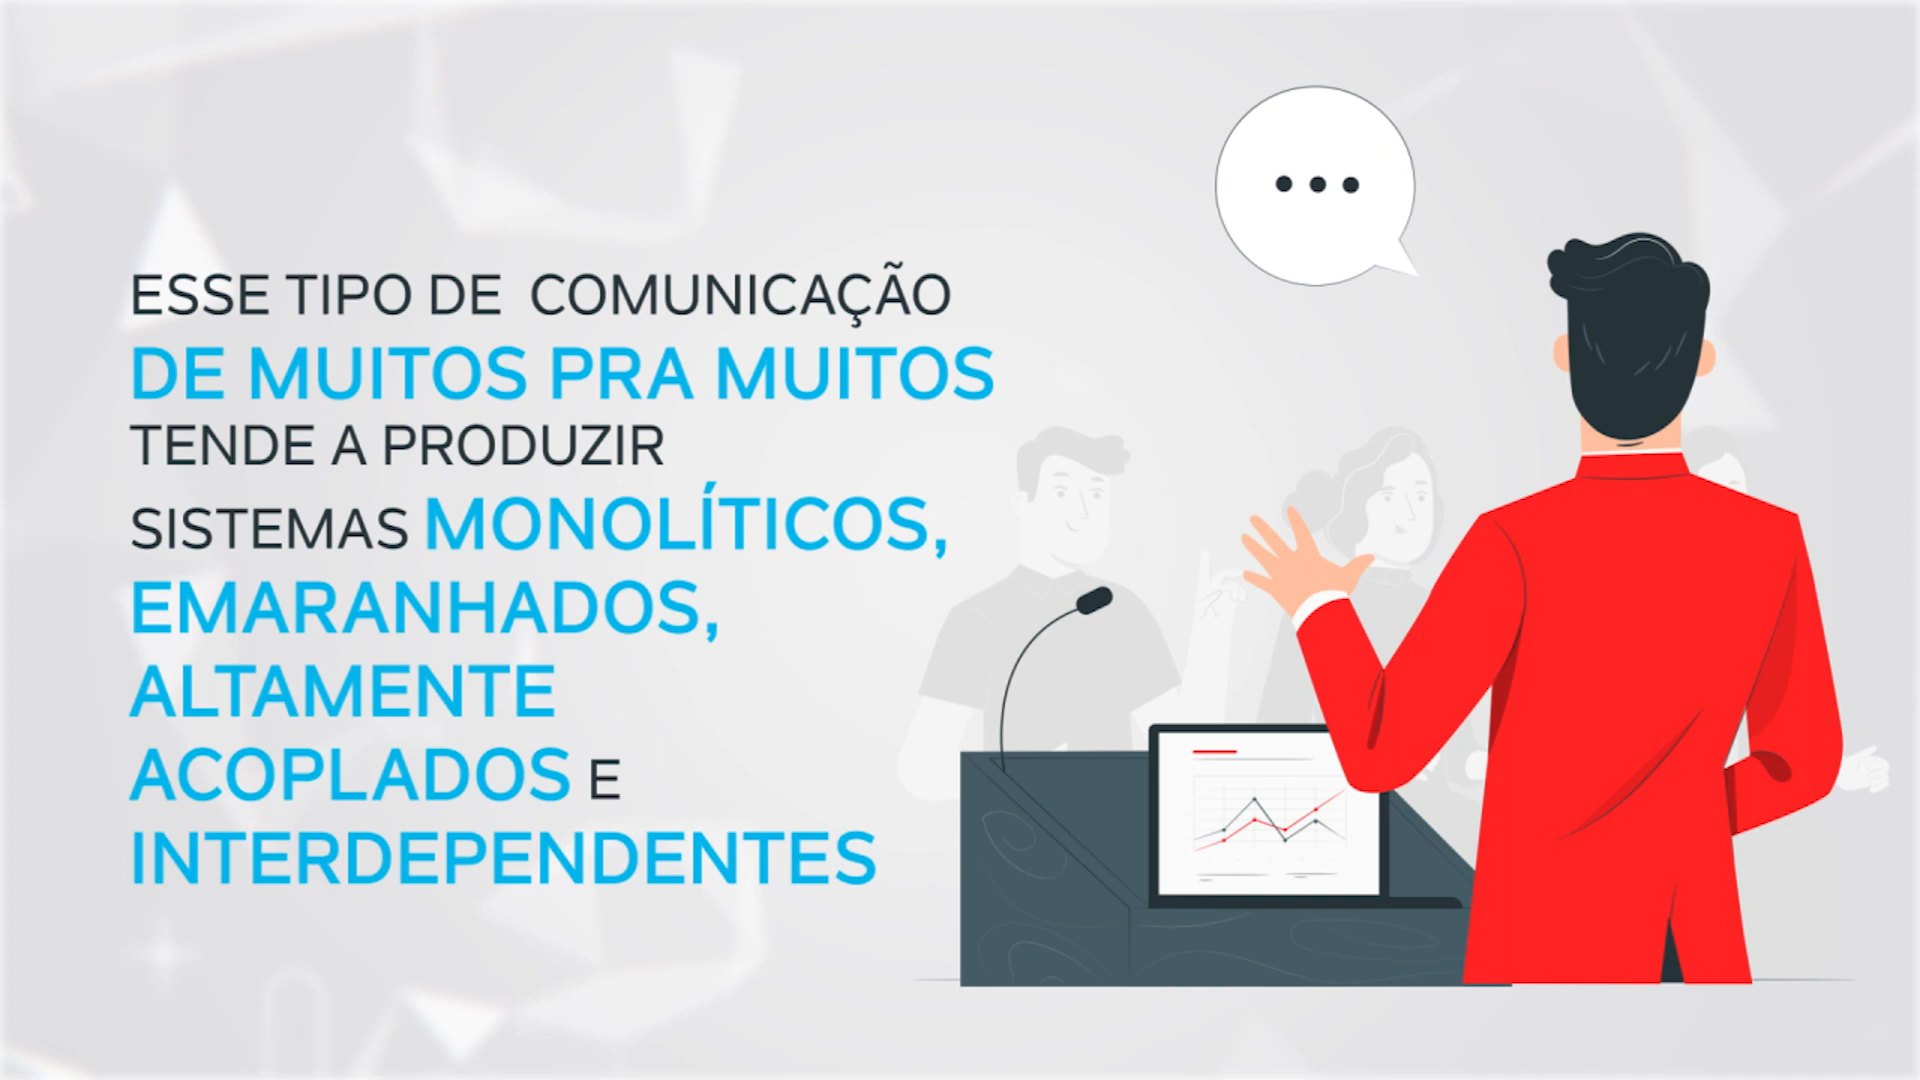 ESSE TIPO DE COMUNICAÇÃO
DE MUITOS PRA MUITOS
TENDE A PRODUZIR
SISTEMAS MONOLÍTICOS,
EMARANHADOS,
ALTAMENTE
ACOPLADOS E
INTERDEPENDENTES